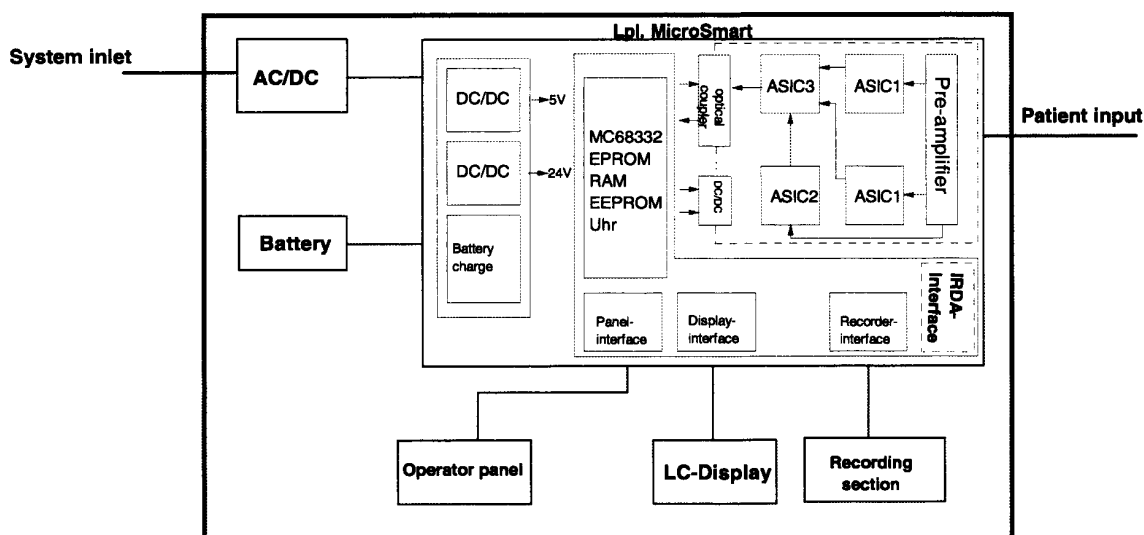 Lpl. MicroSmart
System inlet
AC/DC
DC/DC
5V
DC/DC
24V
Battery
Battery
charge
MC68332
EPROM
RAM
EEPROM
Uhr
optical
coupler
DC/DC
ASIC3
ASIC1
ASIC2
ASIC1
Pre-amplifier
Patient input
Panel-
interface
Display-
interface
Recorder-
interface
IRDA-
Interface
Operator panel
LC-Display
Recording
section